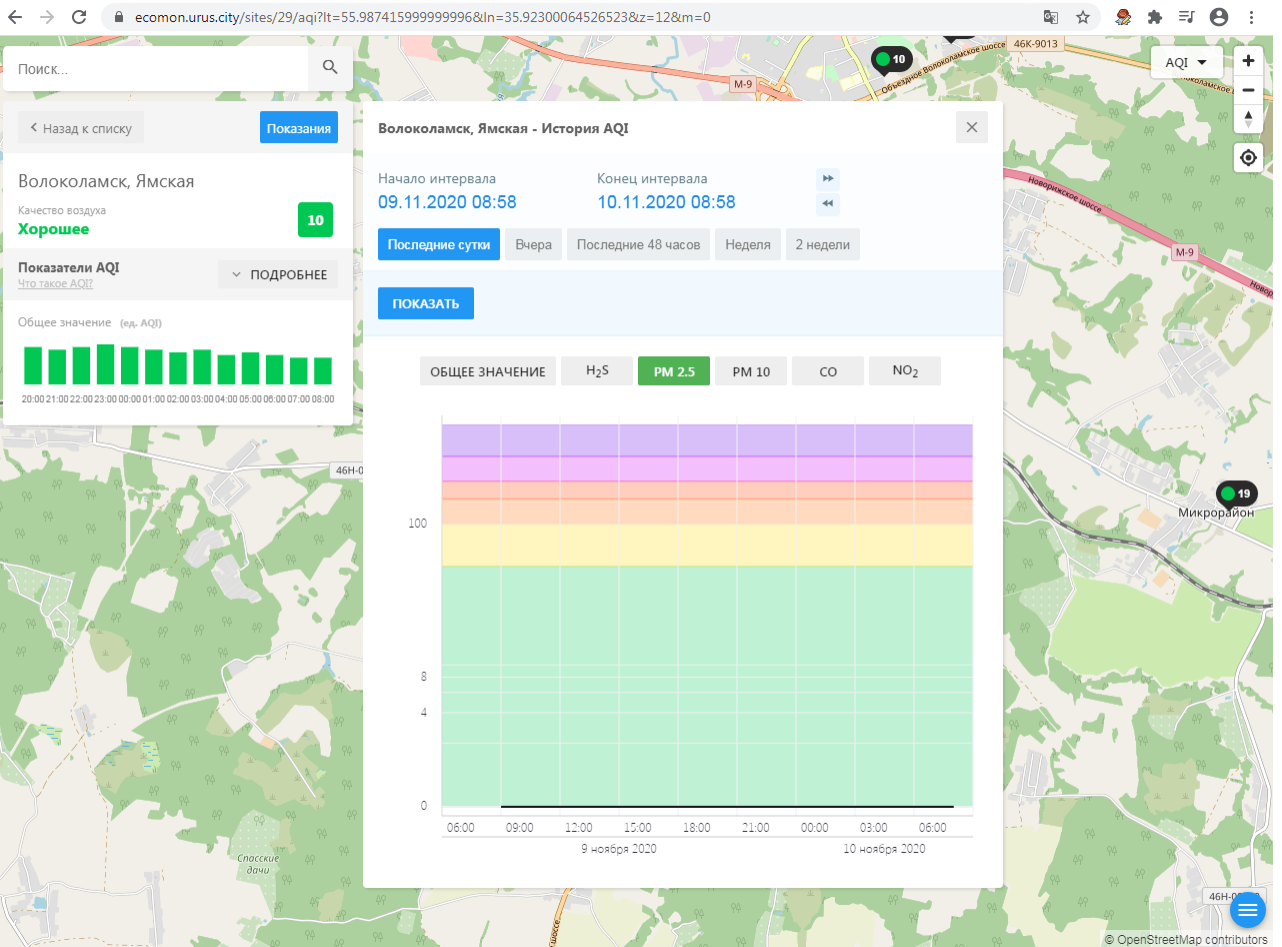 ecomon.urus.city/sites/29/aqi?lt=55.987415999999996&ln=35.92300064526523&z=12&m=0
Поиск...
Назад к списку
Показания
Волоколамск, Ямская
Качество воздуха
Хорошее
10
Показатели AQI
Что такое AQI?
ПОДРОБНЕЕ
Общее значение (ед. AQI)
20:00 21:00 22:00 23:00 00:00 01:00 02:00 03:00 04:00 05:00 06:00 07:00 08:00
Волоколамск, Ямская - История AQI
Начало интервала
09.11.2020 08:58
Конец интервала
10.11.2020 08:58
Последние сутки
Вчера
Последние 48 часов
Неделя
2 недели
ПОКАЗАТЬ
ОБЩЕЕ ЗНАЧЕНИЕ
H₂S
PM 2.5
PM 10
CO
NO₂
100
8
4
0
06:00 09:00 12:00 15:00 18:00 21:00 00:00 03:00 06:00
9 ноября 2020
10 ноября 2020
10
Объездное Волоколамское шоссе
46К-9013
М-9
AQI
Новорижское шоссе
М-9
19
Микрорайон
Спасские
дачи
© OpenStreetMap contributors